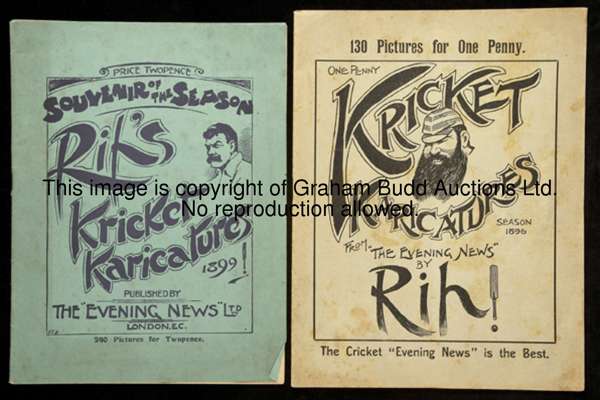 PRICE TWOPENCE
SOUVENIR OF THE SEASON
Rih's
Kricket
Karicatures
1899!
PUBLISHED BY
THE "EVENING NEWS" LTD
LONDON.E.C.
290 Pictures for Twopence.
130 Pictures for One Penny.
ONE PENNY
KRICKET
KARICATURES
SEASON
1896
FROM "THE EVENING NEWS"
BY
Rih!
The Cricket "Evening News" is the Best.
This image is copyright of Graham Budd Auctions Ltd.
No reproduction allowed.